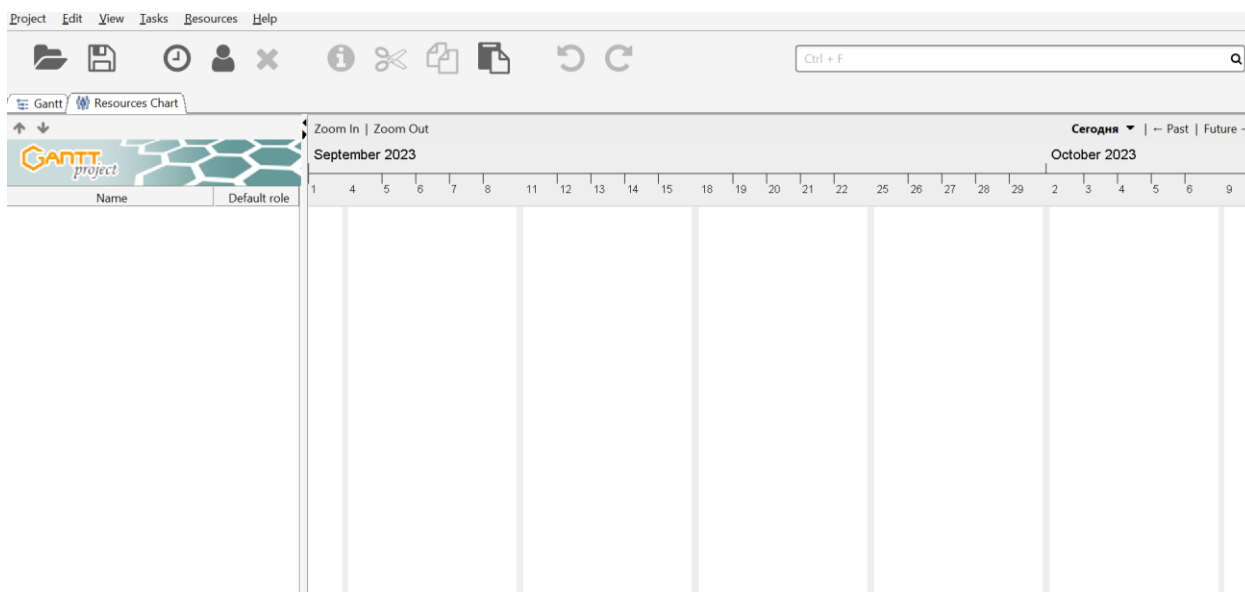 Project Edit View Tasks Resources Help
Ctrl + F
Gantt Resources Chart
Zoom In | Zoom Out Сегодня ▼ | ← Past | Future →
GANTT project
September 2023 October 2023
Name Default role
1 4 5 6 7 8 11 12 13 14 15 18 19 20 21 22 25 26 27 28 29 2 3 4 5 6 9